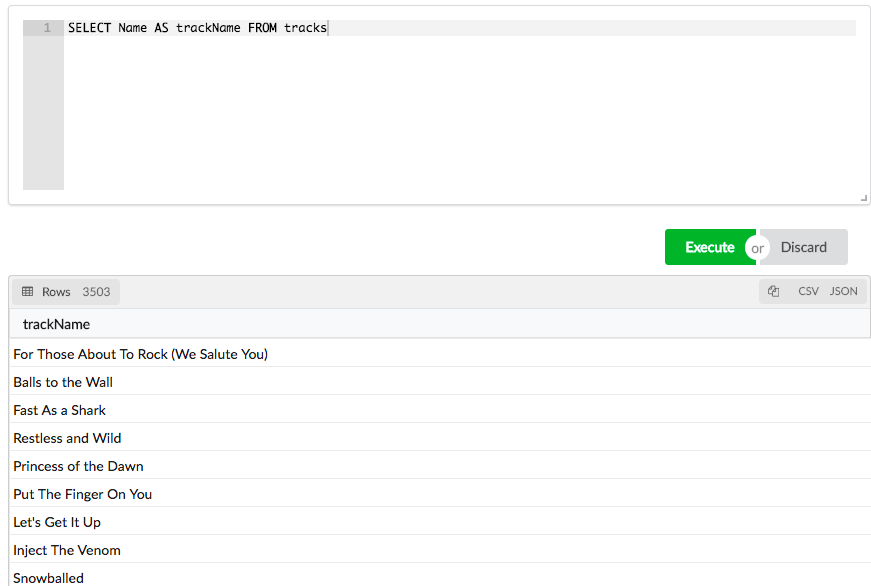 1 SELECT Name AS trackName FROM tracks
Execute or Discard
Rows 3503 CSV JSON
trackName
For Those About To Rock (We Salute You)
Balls to the Wall
Fast As a Shark
Restless and Wild
Princess of the Dawn
Put The Finger On You
Let's Get It Up
Inject The Venom
Snowballed